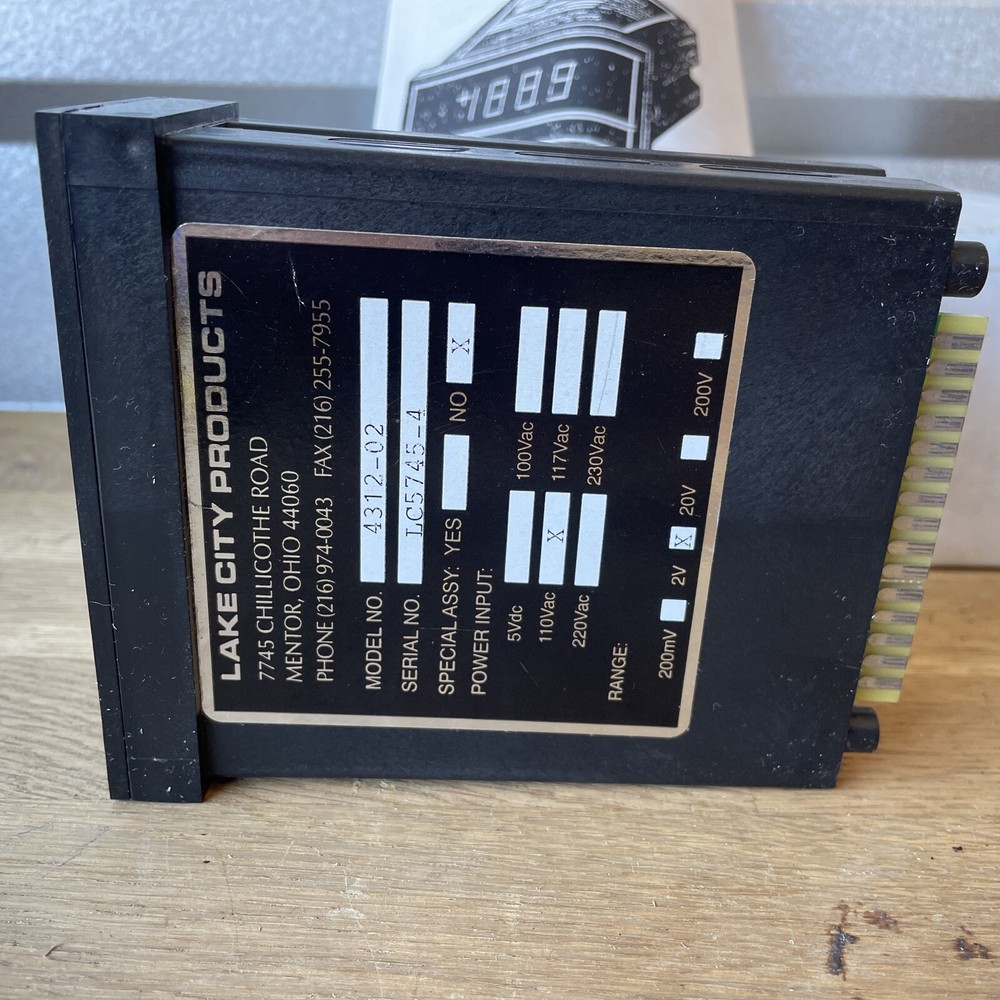 +1888
LAKE CITY PRODUCTS
7745 CHILLICOTHE ROAD
MENTOR, OHIO 44060
PHONE (216) 974-0043 FAX (216) 255-7955
MODEL NO. 4312-02
SERIAL NO. LC5745-4
SPECIAL ASSY: YES NO X
POWER INPUT:
5Vdc 100Vac
110Vac X 117Vac
220Vac 230Vac
RANGE:
200mV 2V X 20V 200V